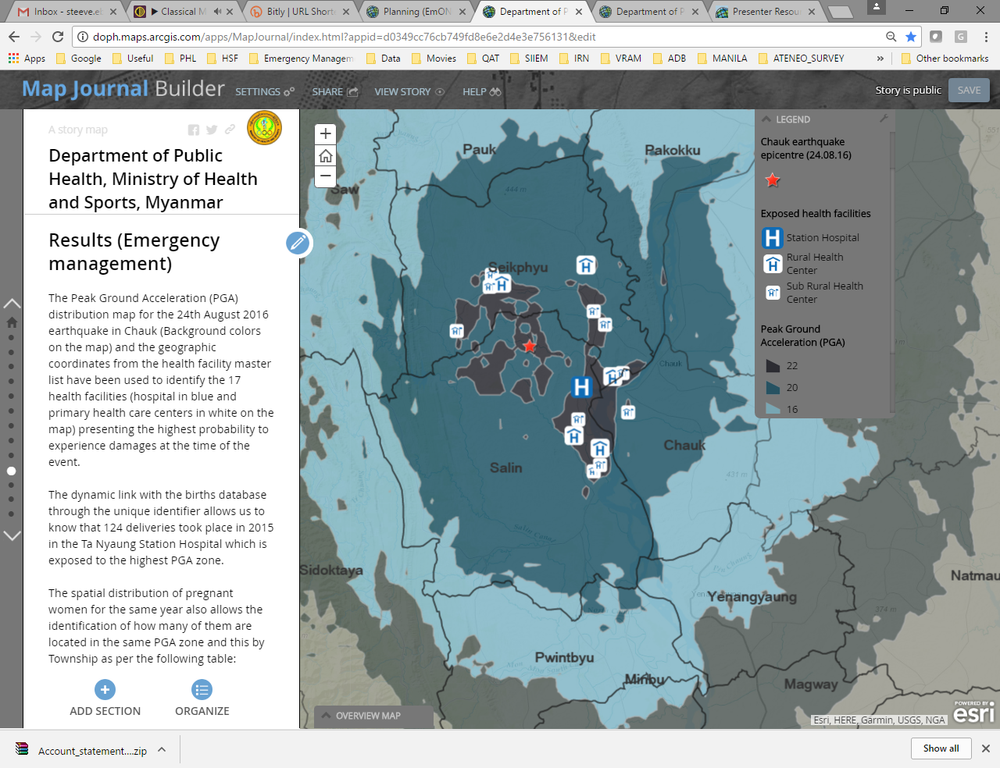 Inbox - steeve.e
Classical M
Bitly | URL Short
Planning (EmON
Department of P
Department of P
Presenter Resou
doph.maps.arcgis.com/apps/MapJournal/index.html?appid=d0349cc76cb749fd8e6e2d4e3e756131&edit
Apps
Google
Useful
PHL
HSF
Emergency Managem
Data
Movies
QAT
SIIEM
IRN
VRAM
ADB
MANILA
ATENEO_SURVEY
»
Other bookmarks
Map Journal Builder
SETTINGS
SHARE
VIEW STORY
HELP
Story is public
SAVE
A story map
Department of Public
Health, Ministry of Health
and Sports, Myanmar
Results (Emergency
management)
The Peak Ground Acceleration (PGA)
distribution map for the 24th August 2016
earthquake in Chauk (Background colors
on the map) and the geographic
coordinates from the health facility master
list have been used to identify the 17
health facilities (hospital in blue and
primary health care centers in white on the
map) presenting the highest probability to
experience damages at the time of the
event.
The dynamic link with the births database
through the unique identifier allows us to
know that 124 deliveries took place in 2015
in the Ta Nyaung Station Hospital which is
exposed to the highest PGA zone.
The spatial distribution of pregnant
women for the same year also allows the
identification of how many of them are
located in the same PGA zone and this by
Township as per the following table:
ADD SECTION
ORGANIZE
+
−
Pauk
Pakokku
Saw
444 m
Seikphyu
Chauk
Chauk
Salin
431 m
Sidoktaya
Natmau
Yenangyaung
374 m
Pwintbyu
Minbu
Magway
LEGEND
Chauk earthquake
epicentre (24.08.16)
Exposed health facilities
H Station Hospital
Rural Health
Center
Sub Rural Health
Center
Peak Ground
Acceleration (PGA)
22
20
16
OVERVIEW MAP
Esri, HERE, Garmin, USGS, NGA
POWERED BY
esri
Account_statement....zip
Show all